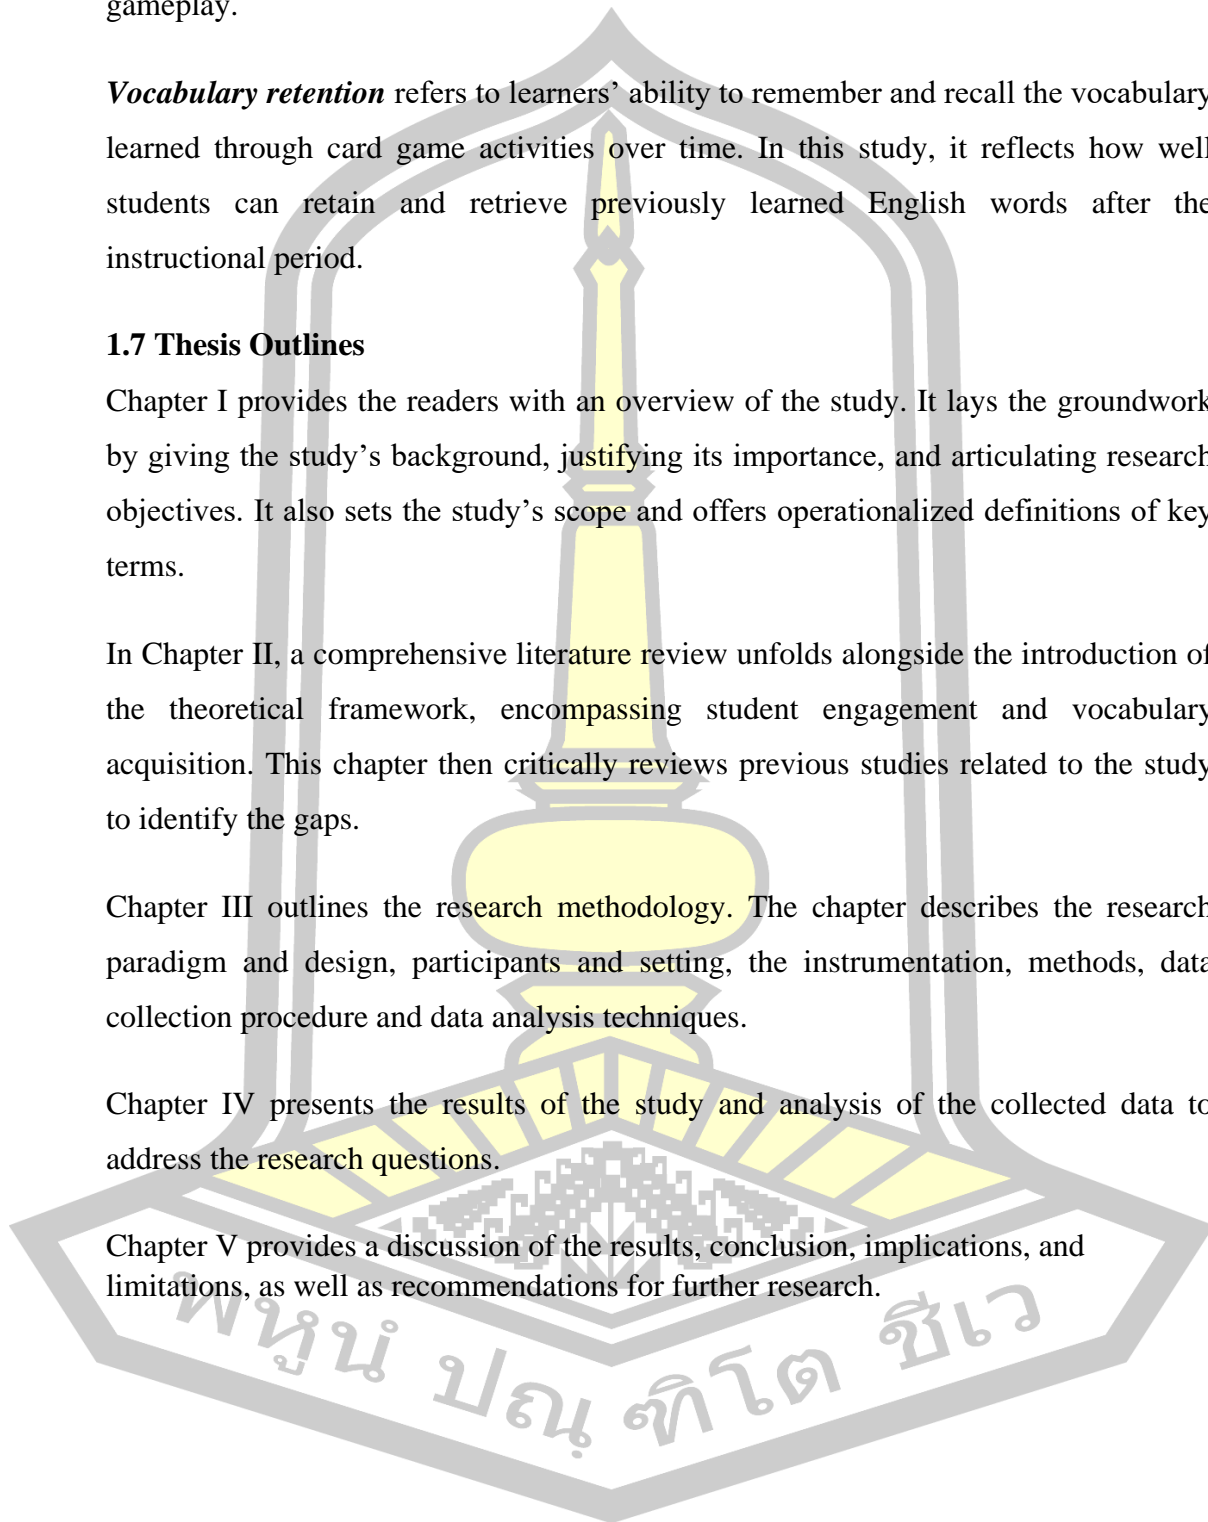 gameplay.
Vocabulary retention refers to learners’ ability to remember and recall the vocabulary
learned through card game activities over time. In this study, it reflects how well
students can retain and retrieve previously learned English words after the
instructional period.
1.7 Thesis Outlines
Chapter I provides the readers with an overview of the study. It lays the groundwork
by giving the study’s background, justifying its importance, and articulating research
objectives. It also sets the study’s scope and offers operationalized definitions of key
terms.
In Chapter II, a comprehensive literature review unfolds alongside the introduction of
the theoretical framework, encompassing student engagement and vocabulary
acquisition. This chapter then critically reviews previous studies related to the study
to identify the gaps.
Chapter III outlines the research methodology. The chapter describes the research
paradigm and design, participants and setting, the instrumentation, methods, data
collection procedure and data analysis techniques.
Chapter IV presents the results of the study and analysis of the collected data to
address the research questions.
Chapter V provides a discussion of the results, conclusion, implications, and
limitations, as well as recommendations for further research.
พหูนํ ปณฺ ฑิโต ชีเว